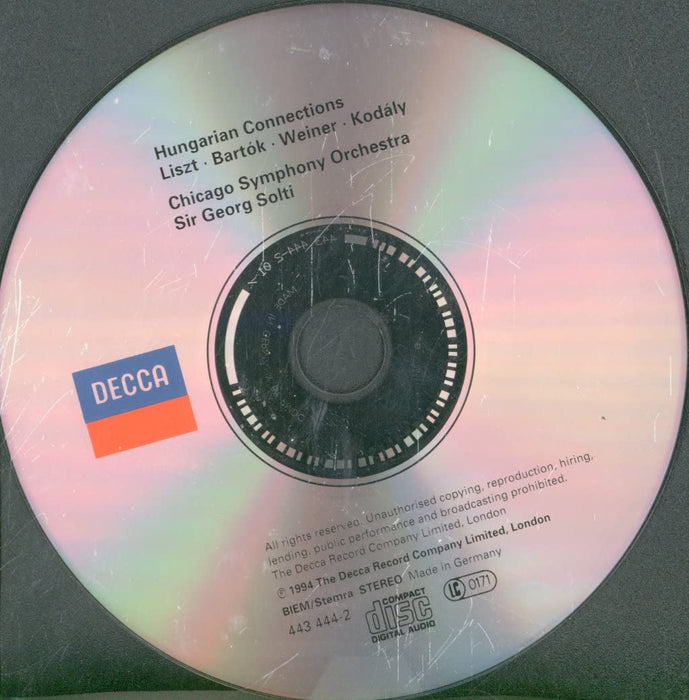 Hungarian Connections
Liszt · Bartók · Weiner · Kodály
Chicago Symphony Orchestra
Sir Georg Solti
DECCA
All rights reserved. Unauthorised copying, reproduction, hiring,
lending, public performance and broadcasting prohibited.
The Decca Record Company Limited, London
℗ 1994 The Decca Record Company Limited, London
BIEM/Stemra STEREO Made in Germany
443 444-2
COMPACT
disc
DIGITAL AUDIO
LC 0171